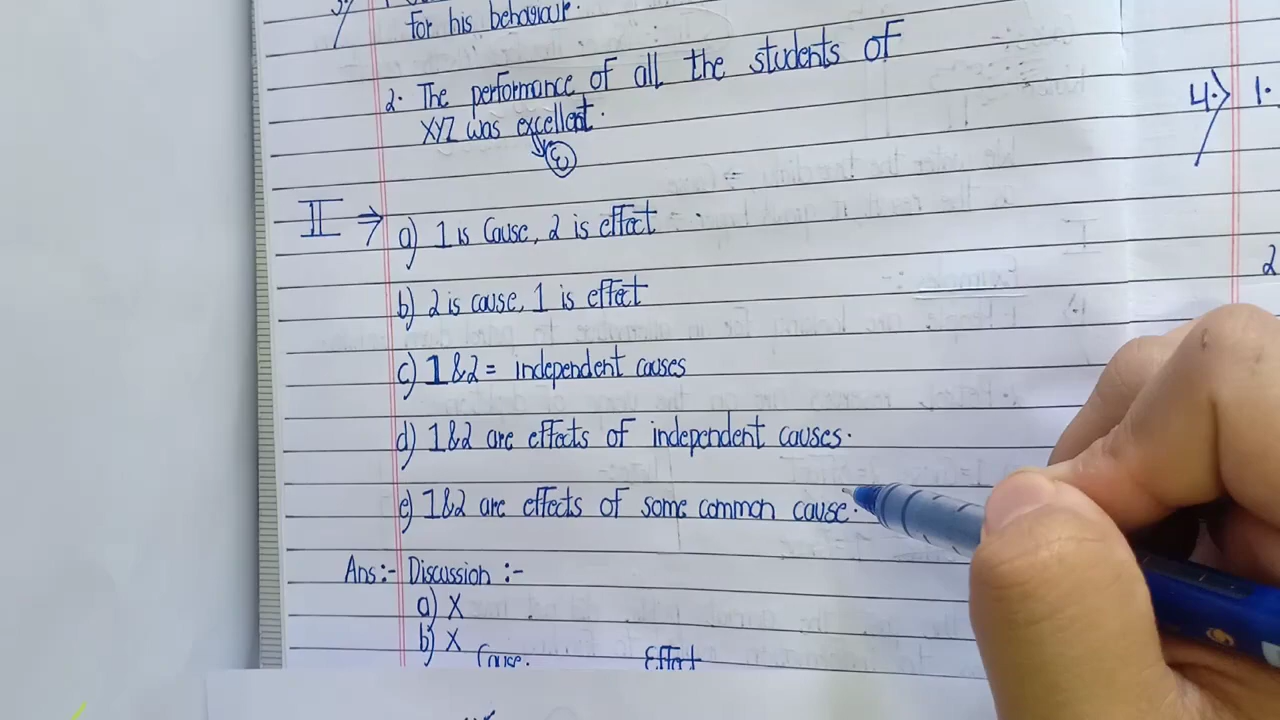 for his behaviour.
2. The performance of all the students of
XYZ was excellent.
E
II ⇒ a) 1 is Cause, 2 is effect
b) 2 is cause, 1 is effect
c) 1&2 = independent causes
d) 1&2 are effects of independent causes.
e) 1&2 are effects of some common cause.
Ans:- Discussion :-
a) X
b) X
Cause. Effect
4.> 1.
2